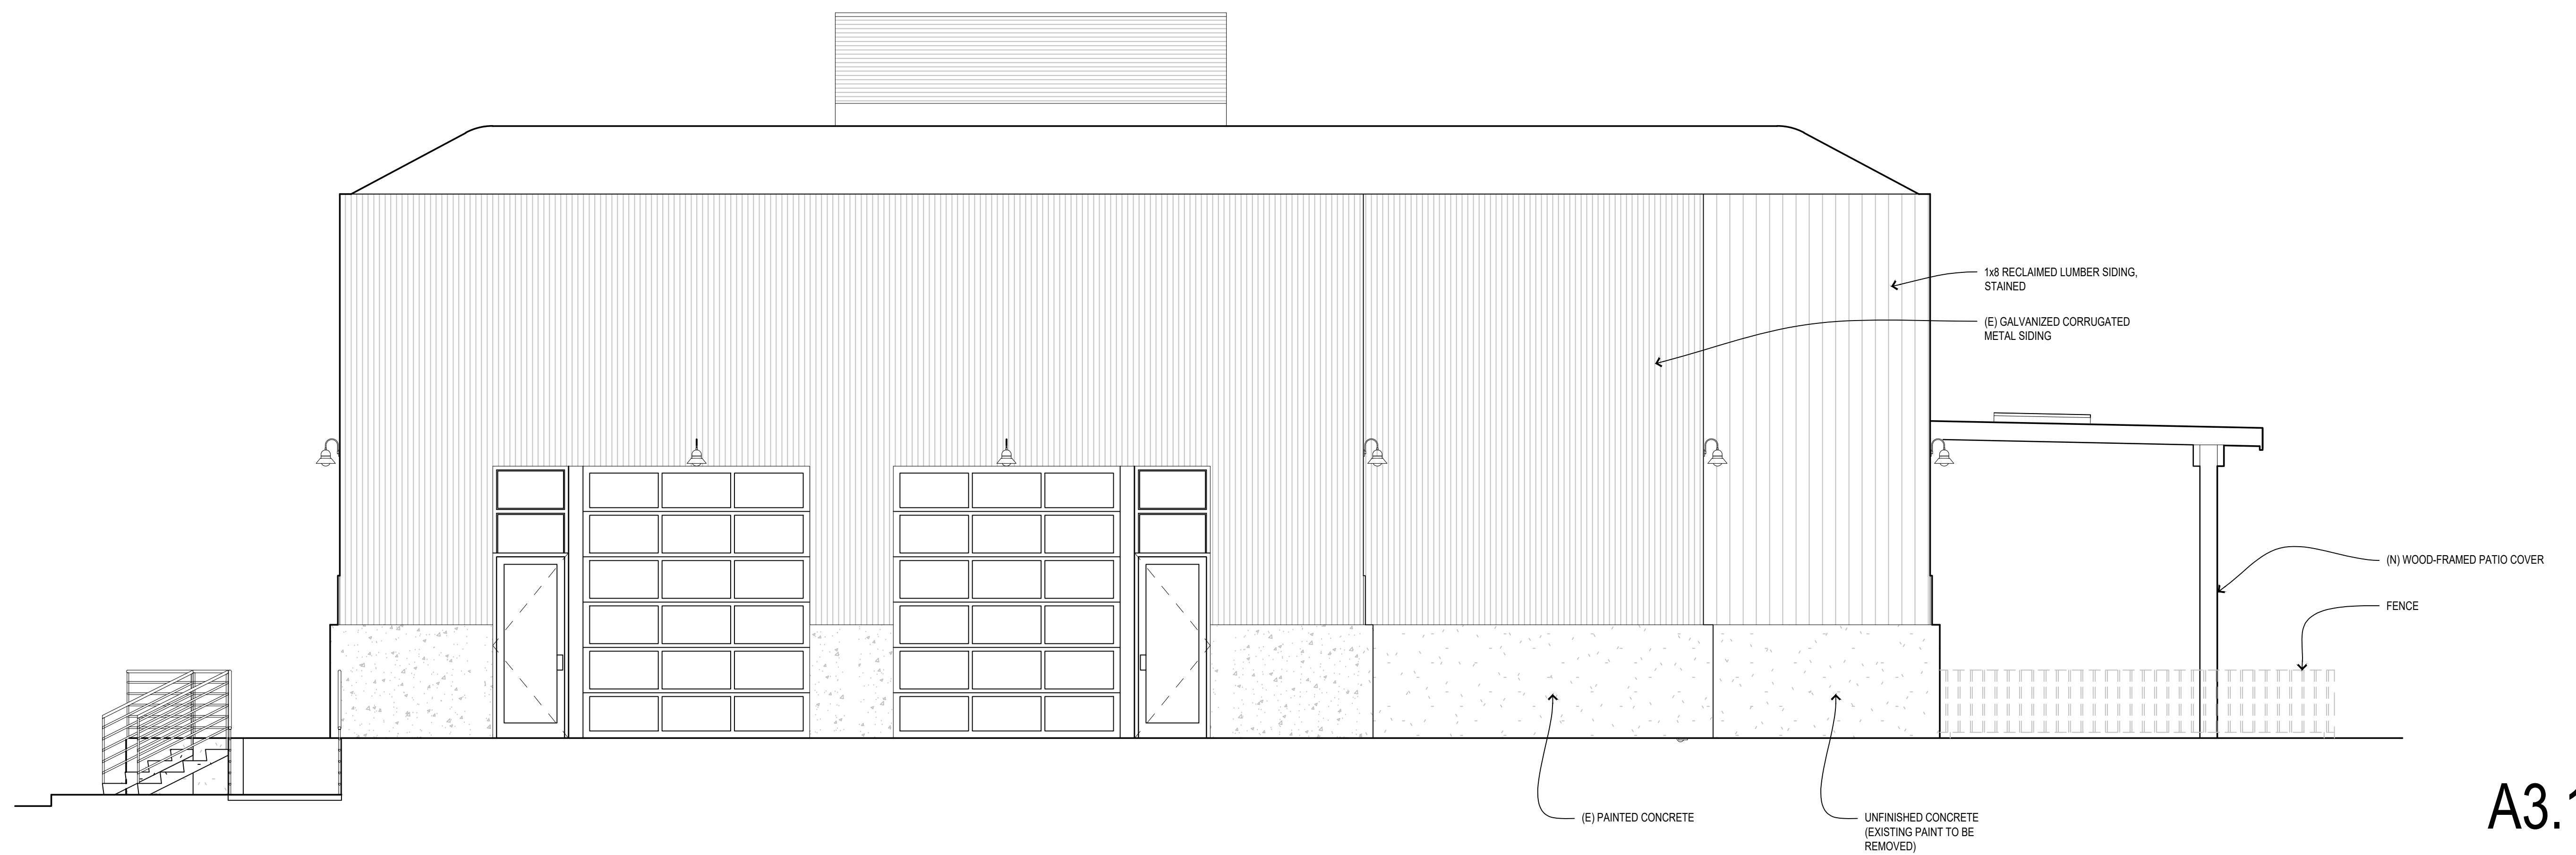 1x8 RECLAIMED LUMBER SIDING,
STAINED
(E) GALVANIZED CORRUGATED
METAL SIDING
(N) WOOD-FRAMED PATIO COVER
FENCE
(E) PAINTED CONCRETE
UNFINISHED CONCRETE
(EXISTING PAINT TO BE
REMOVED)
A3.1